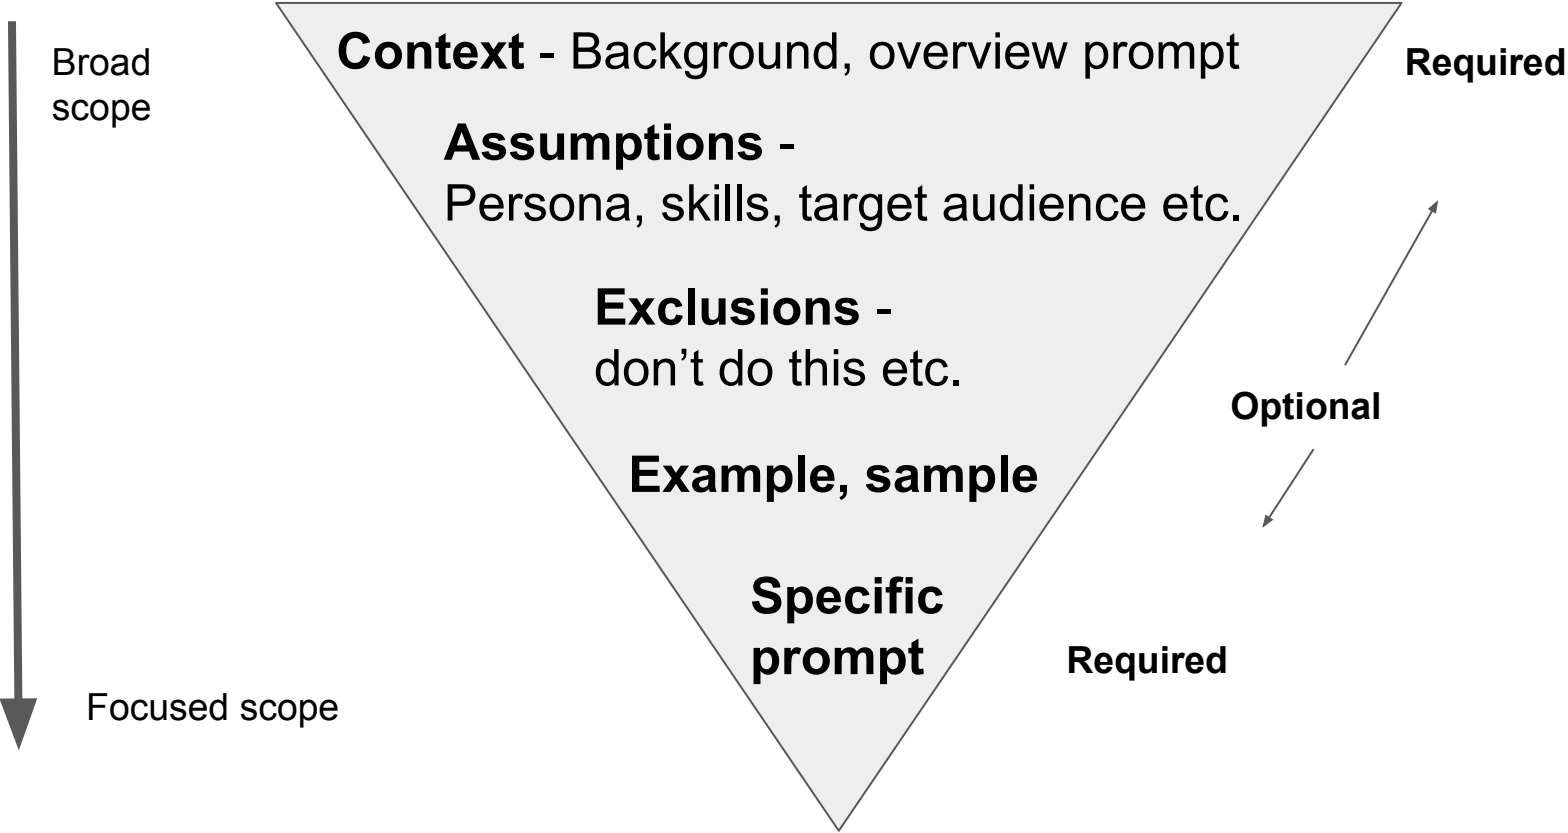 Broad
scope
Context - Background, overview prompt
Required
Assumptions -
Persona, skills, target audience etc.
Exclusions -
don’t do this etc.
Optional
Example, sample
Specific
prompt
Required
Focused scope